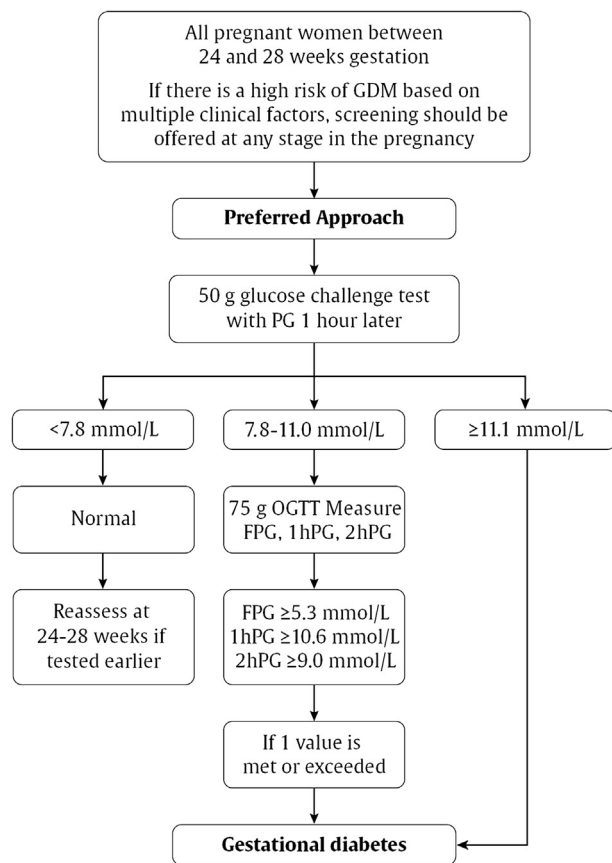 All pregnant women between
24 and 28 weeks gestation
If there is a high risk of GDM based on
multiple clinical factors, screening should be
offered at any stage in the pregnancy
Preferred Approach
50 g glucose challenge test
with PG 1 hour later
<7.8 mmol/L
7.8-11.0 mmol/L
≥11.1 mmol/L
Normal
75 g OGTT Measure
FPG, 1hPG, 2hPG
Reassess at
24-28 weeks if
tested earlier
FPG ≥5.3 mmol/L
1hPG ≥10.6 mmol/L
2hPG ≥9.0 mmol/L
If 1 value is
met or exceeded
Gestational diabetes